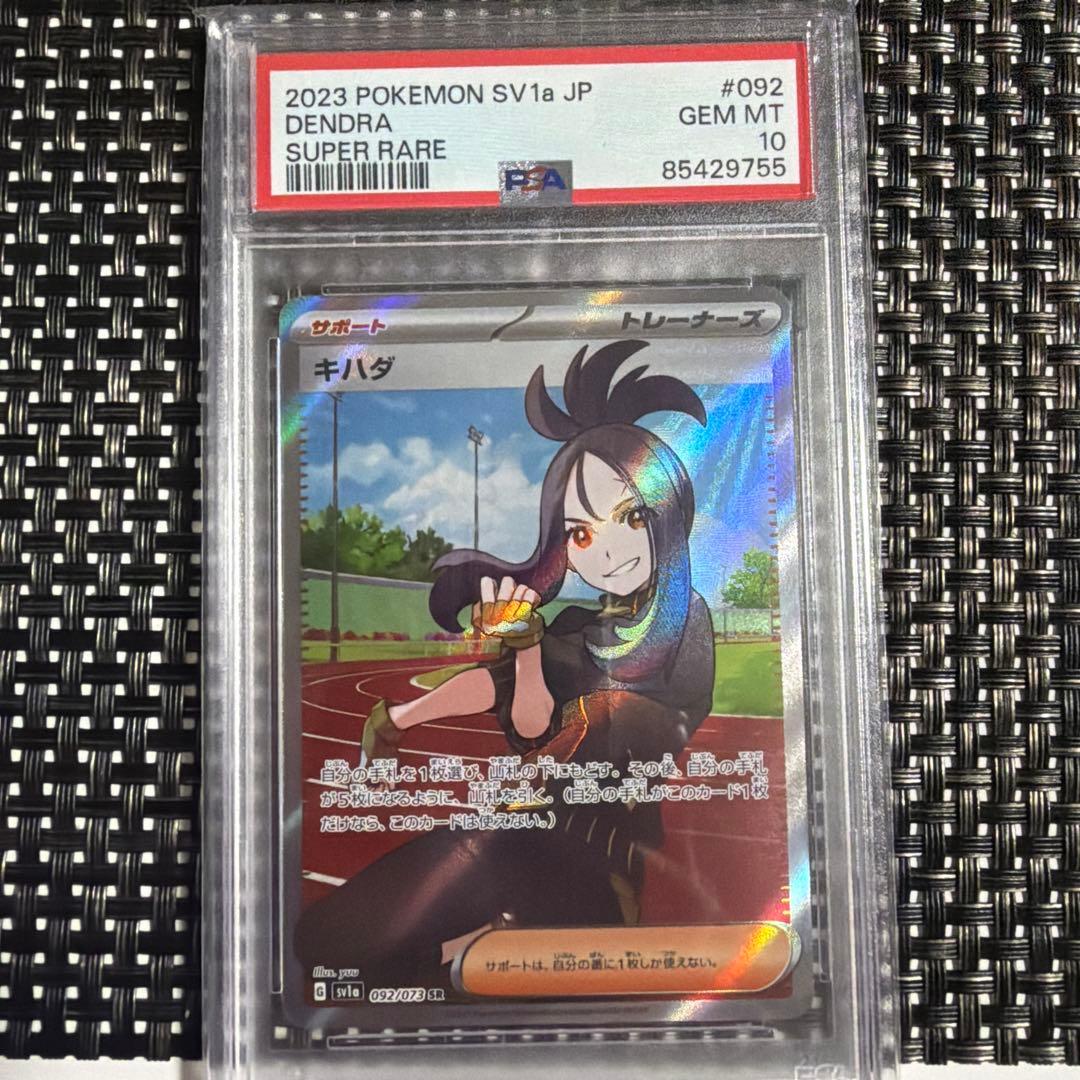 2023 POKEMON SV1a JP #092
DENDRA GEM MT
SUPER RARE 10
PSA 85429755
サポート トレーナーズ
キハダ
自分の手札を1枚選び、山札の下にもどす。その後、自分の手札
が5枚になるように、山札を引く。(自分の手札がこのカード1枚
だけなら、このカードは使えない。)
サポートは、自分の番に1枚しか使えない。
Illus. yuu
G sv1a 092/073 SR